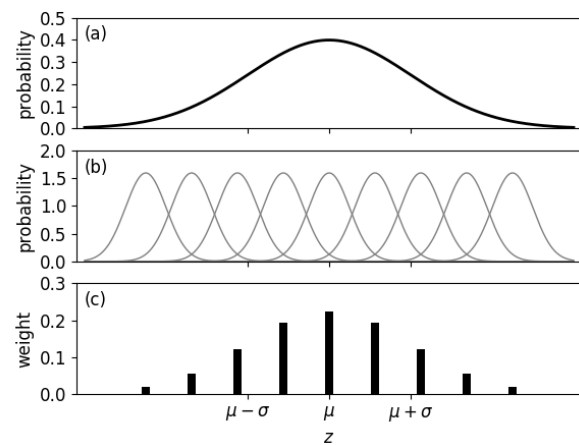 (a)
probability
0.5
0.4
0.3
0.2
0.1
0.0
(b)
probability
2.0
1.5
1.0
0.5
0.0
(c)
weight
0.3
0.2
0.1
0.0
μ − σ μ μ + σ
z